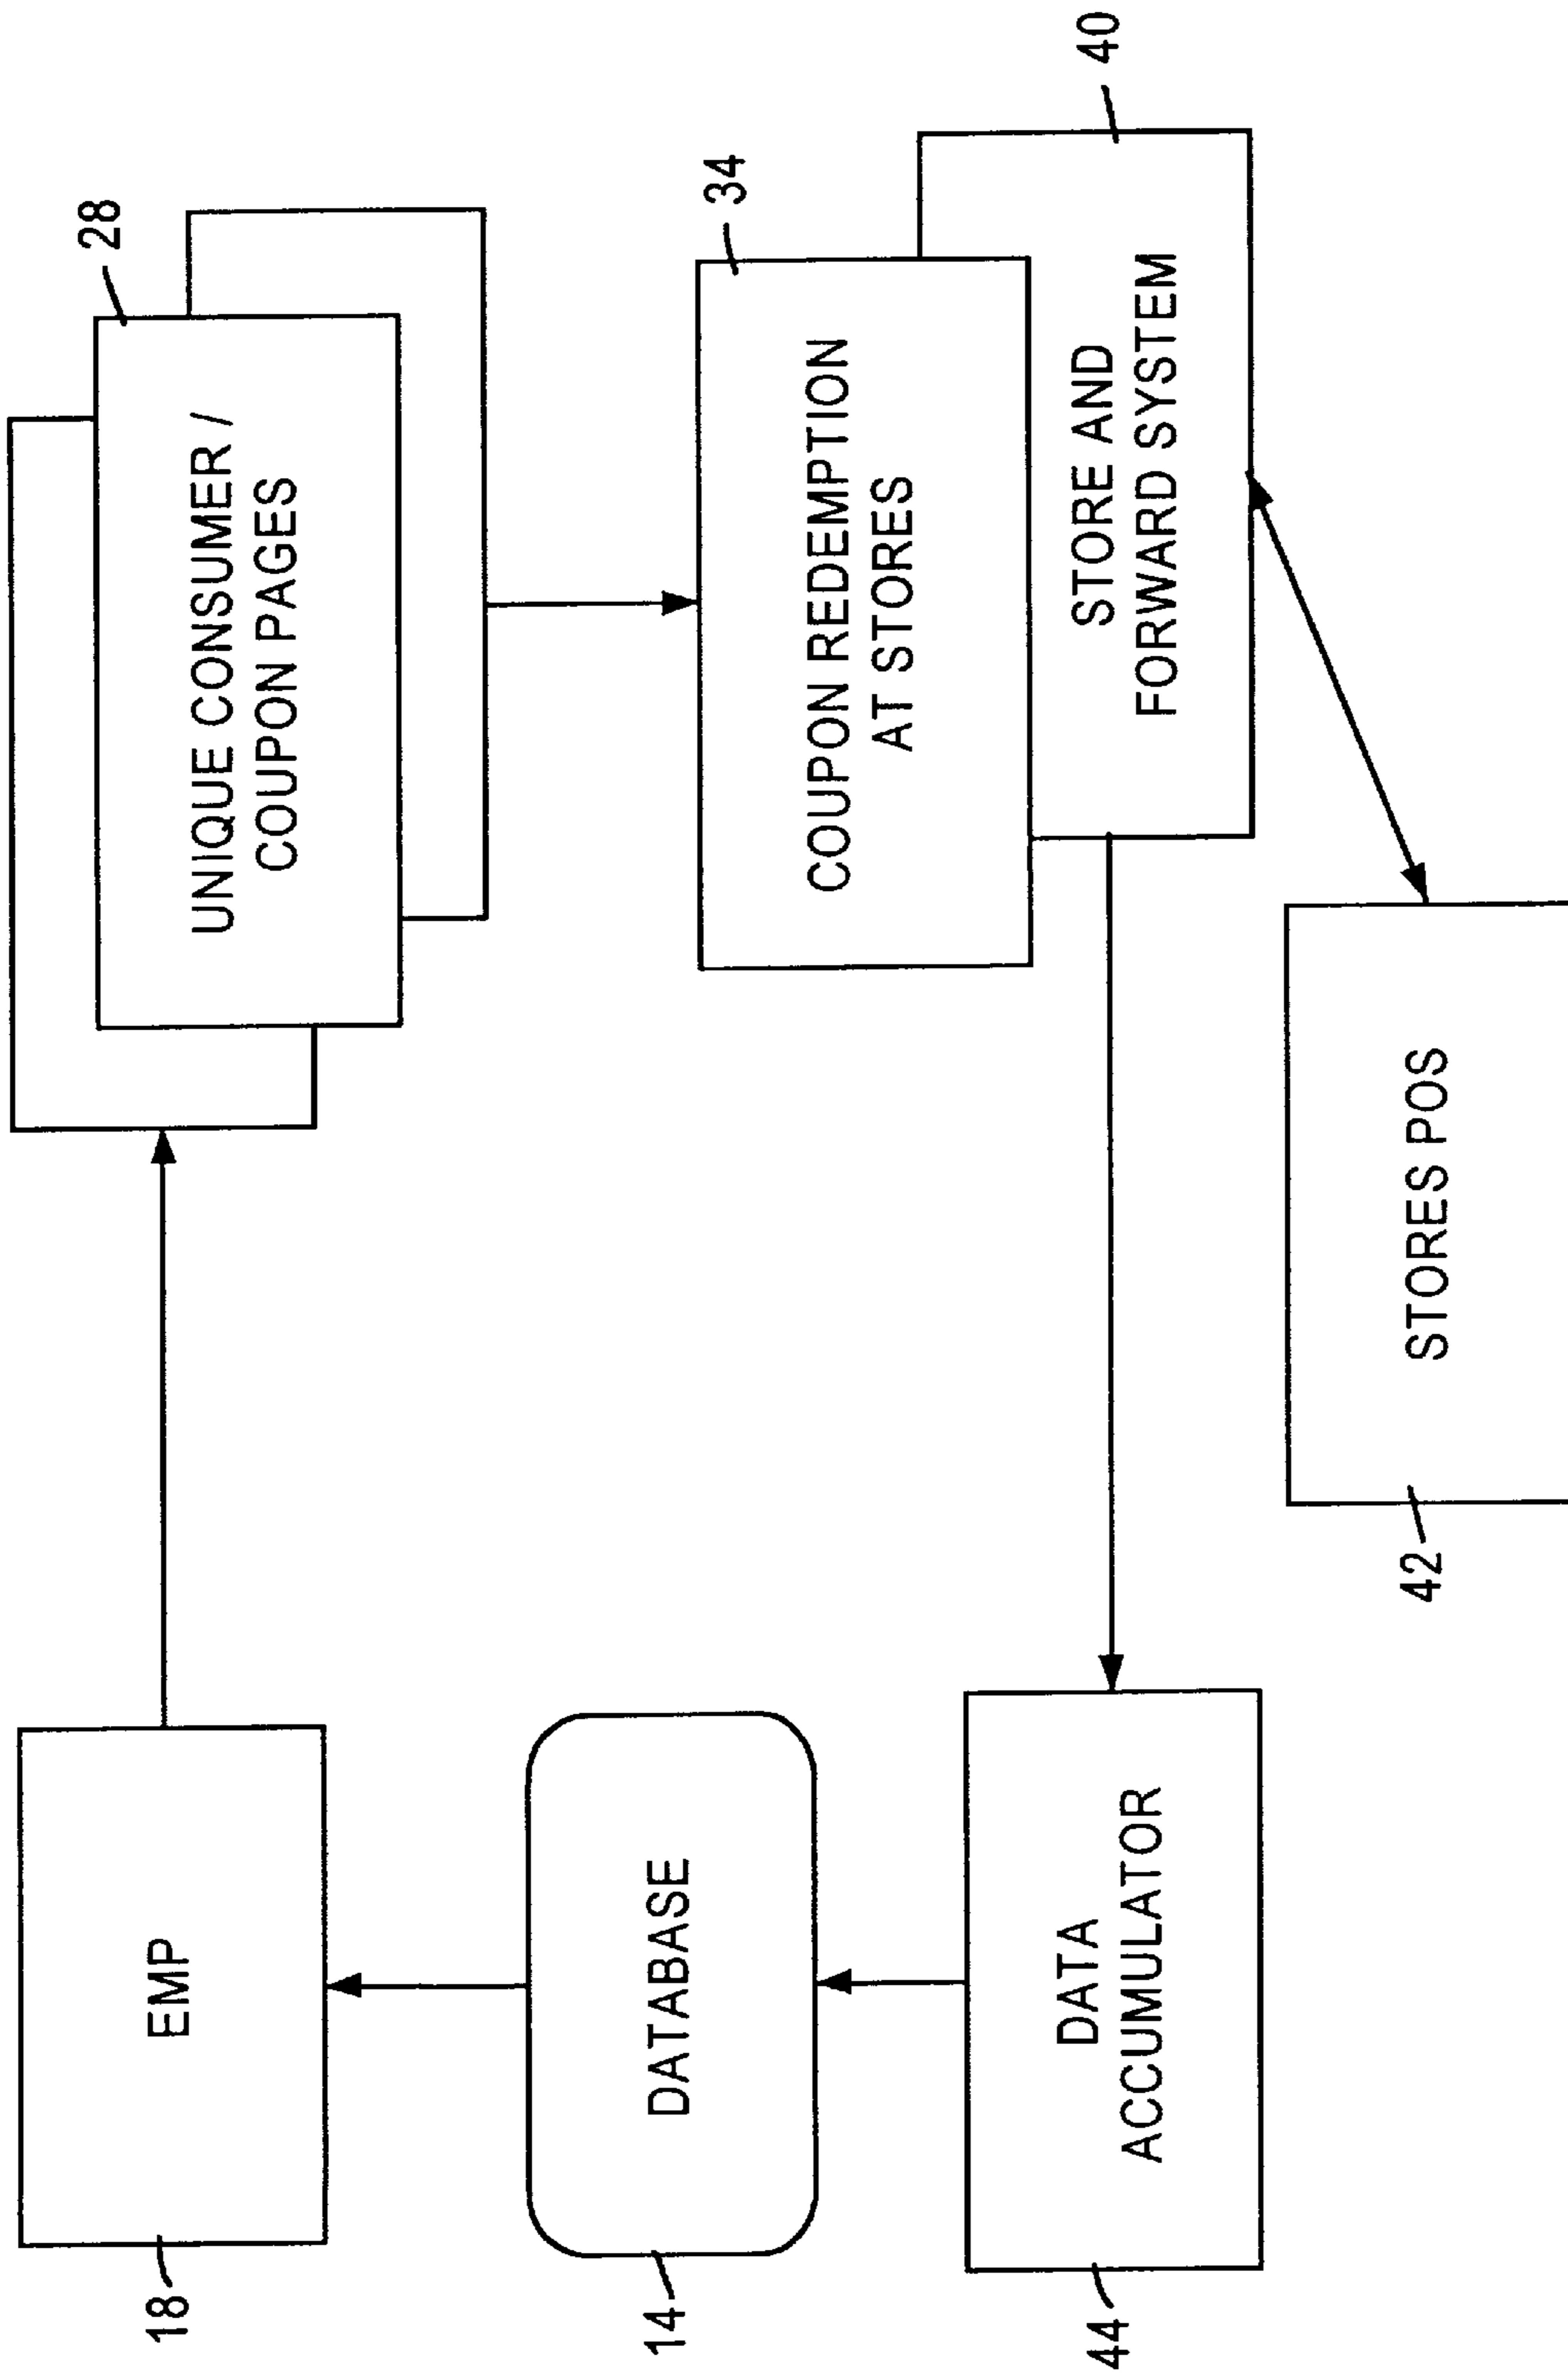 18
EMP
28
UNIQUE CONSUMER /
COUPON PAGES
14
DATABASE
34
COUPON REDEMPTION
AT STORES
44
DATA
ACCUMULATOR
40
STORE AND
FORWARD SYSTEM
42
STORES POS